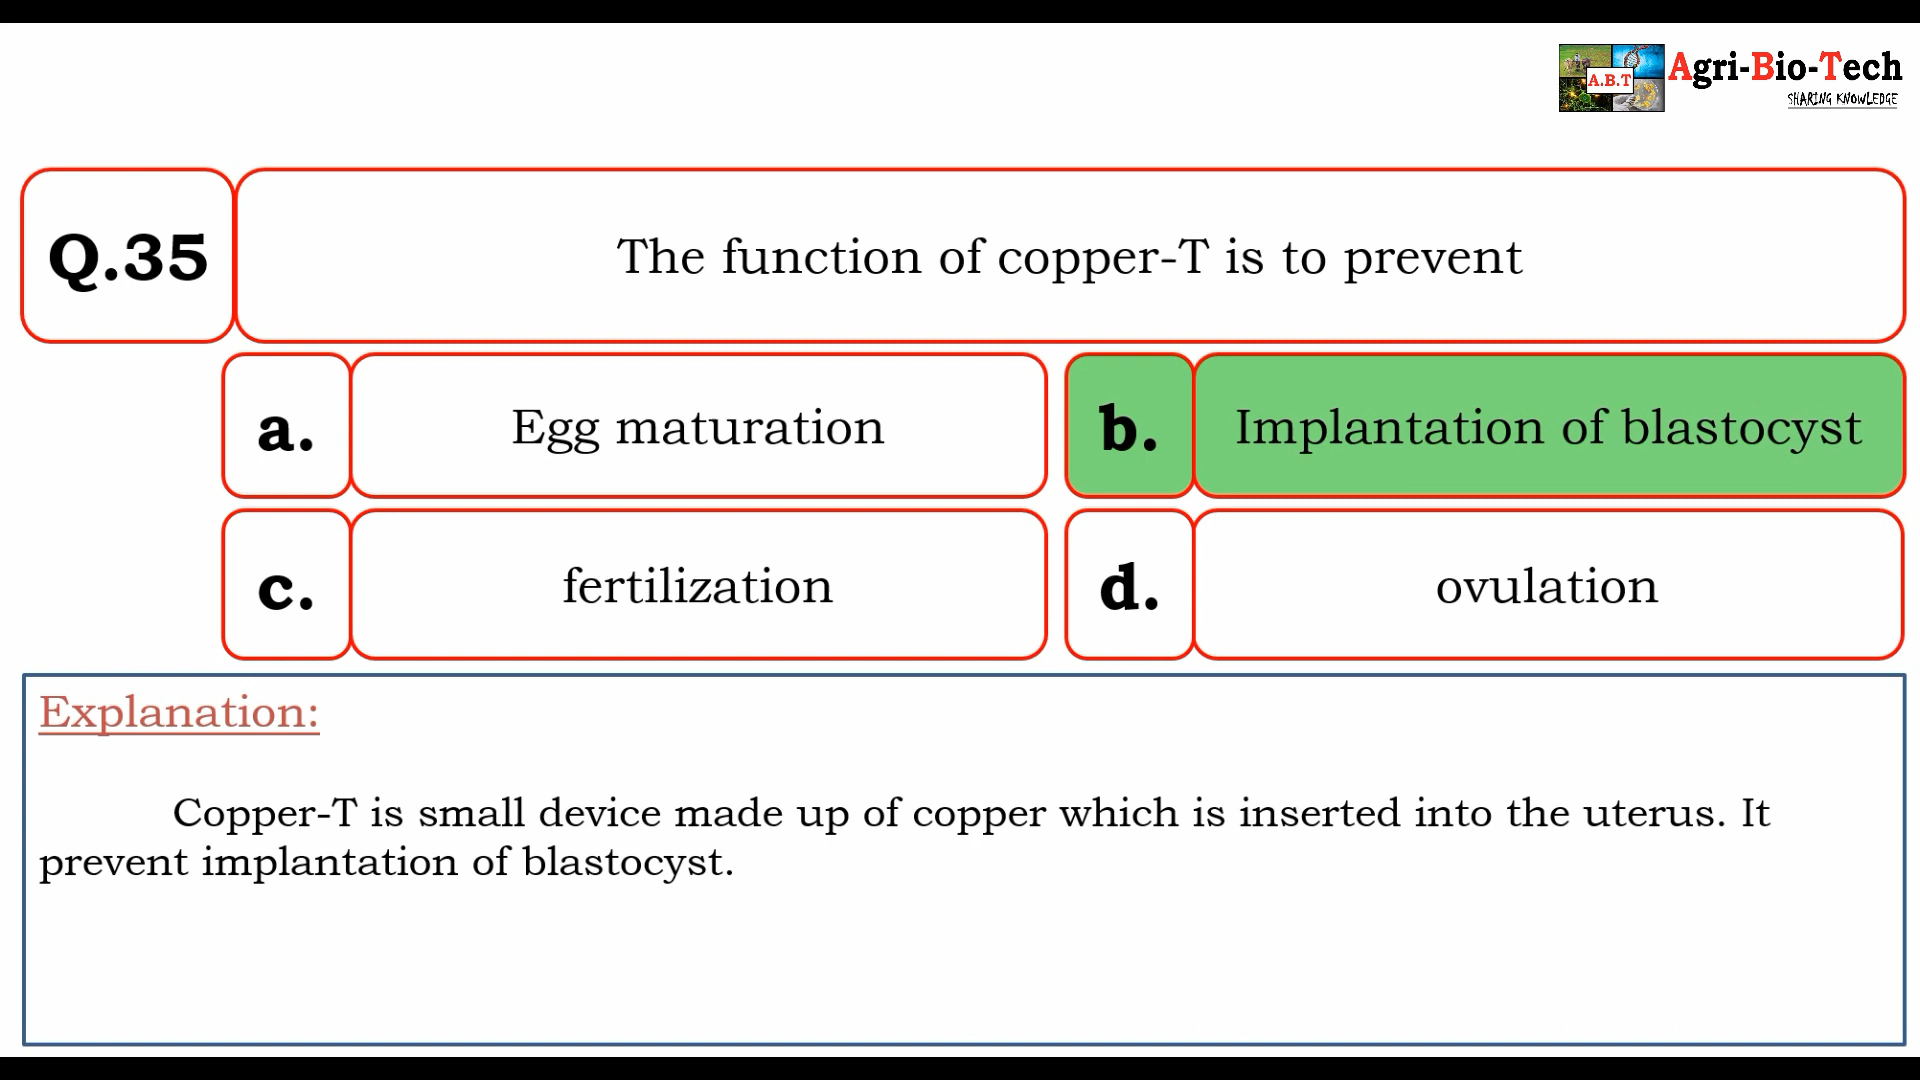 A.B.T
Agri-Bio-Tech
SHARING KNOWLEDGE
Q.35
The function of copper-T is to prevent
a.
Egg maturation
b.
Implantation of blastocyst
c.
fertilization
d.
ovulation
Explanation:
Copper-T is small device made up of copper which is inserted into the uterus. It
prevent implantation of blastocyst.